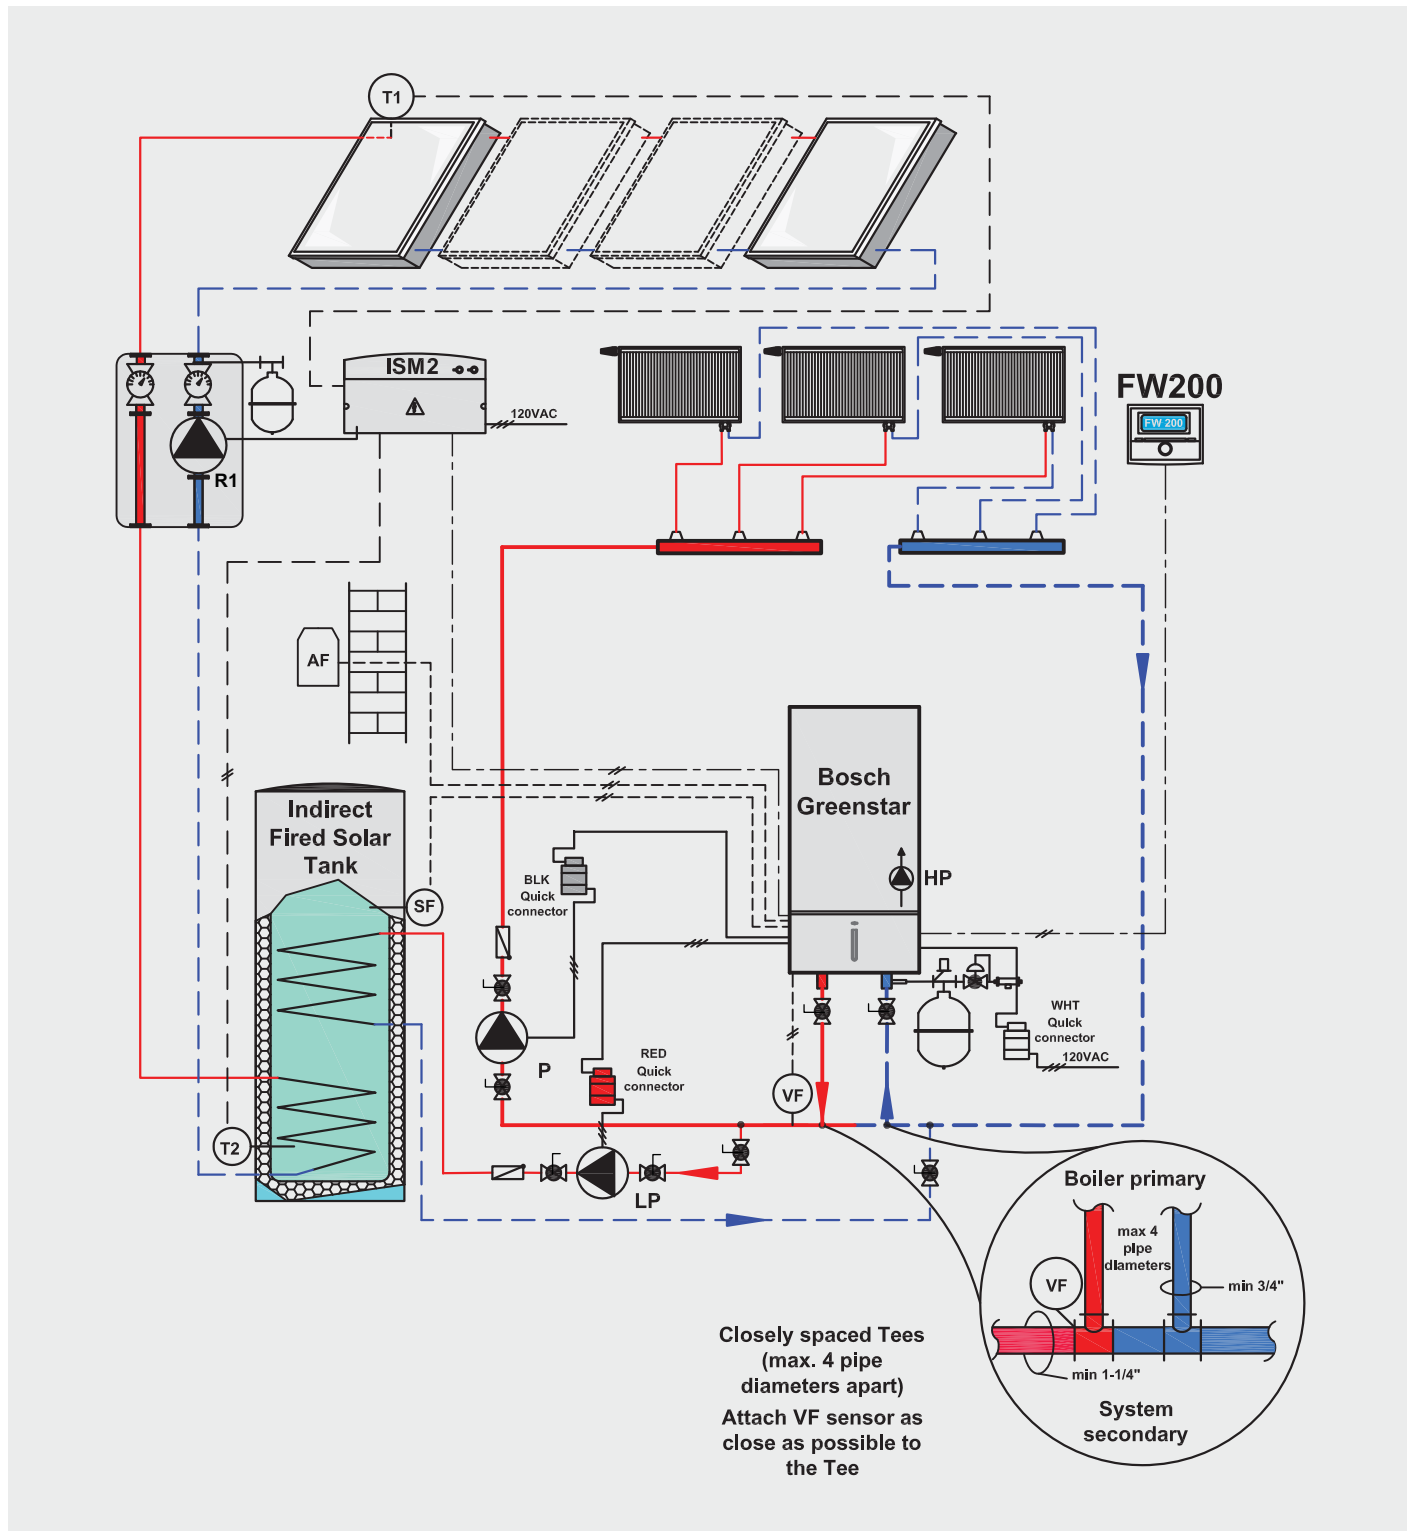 T1
ISM2
120VAC
R1
FW200
FW 200
AF
Bosch
Greenstar
HP
Indirect
Fired Solar
Tank
SF
BLK
Quick
connector
P
RED
Quick
connector
VF
WHT
Quick
connector
120VAC
T2
LP
Boiler primary
max 4
pipe
diameters
VF
min 3/4"
min 1-1/4"
System
secondary
Closely spaced Tees
(max. 4 pipe
diameters apart)
Attach VF sensor as
close as possible to
the Tee